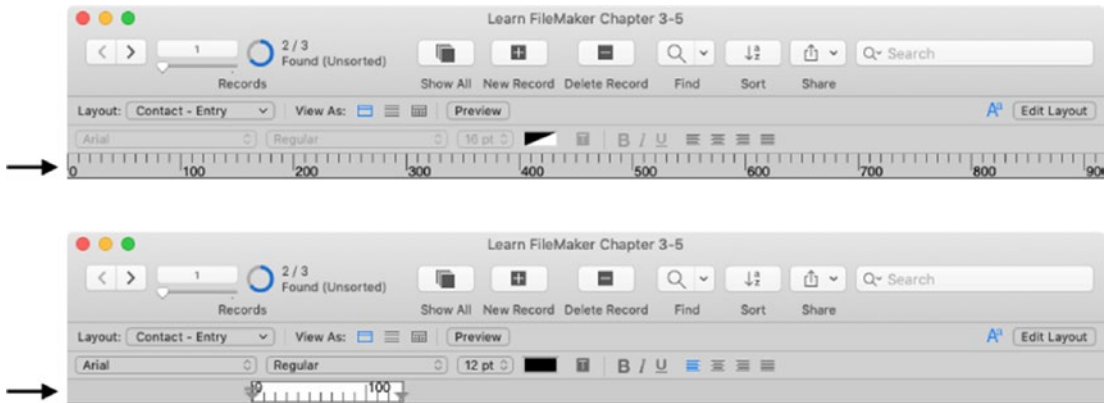 Learn FileMaker Chapter 3-5
1 2 / 3
Found (Unsorted)
Search
Records Show All New Record Delete Record Find Sort Share
Layout: Contact - Entry View As: Preview Aa Edit Layout
Arial Regular 16 pt B I U
0 100 200 300 400 500 600 700 800 900
Learn FileMaker Chapter 3-5
1 2 / 3
Found (Unsorted)
Search
Records Show All New Record Delete Record Find Sort Share
Layout: Contact - Entry View As: Preview Aa Edit Layout
Arial Regular 12 pt B I U
0 100